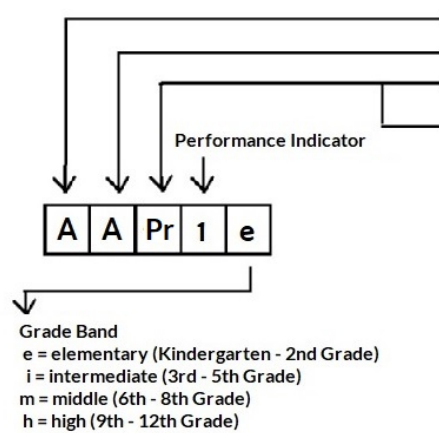 Performance Indicator
A A Pr 1 e
Grade Band
e = elementary (Kindergarten - 2nd Grade)
i = intermediate (3rd - 5th Grade)
m = middle (6th - 8th Grade)
h = high (9th - 12th Grade)